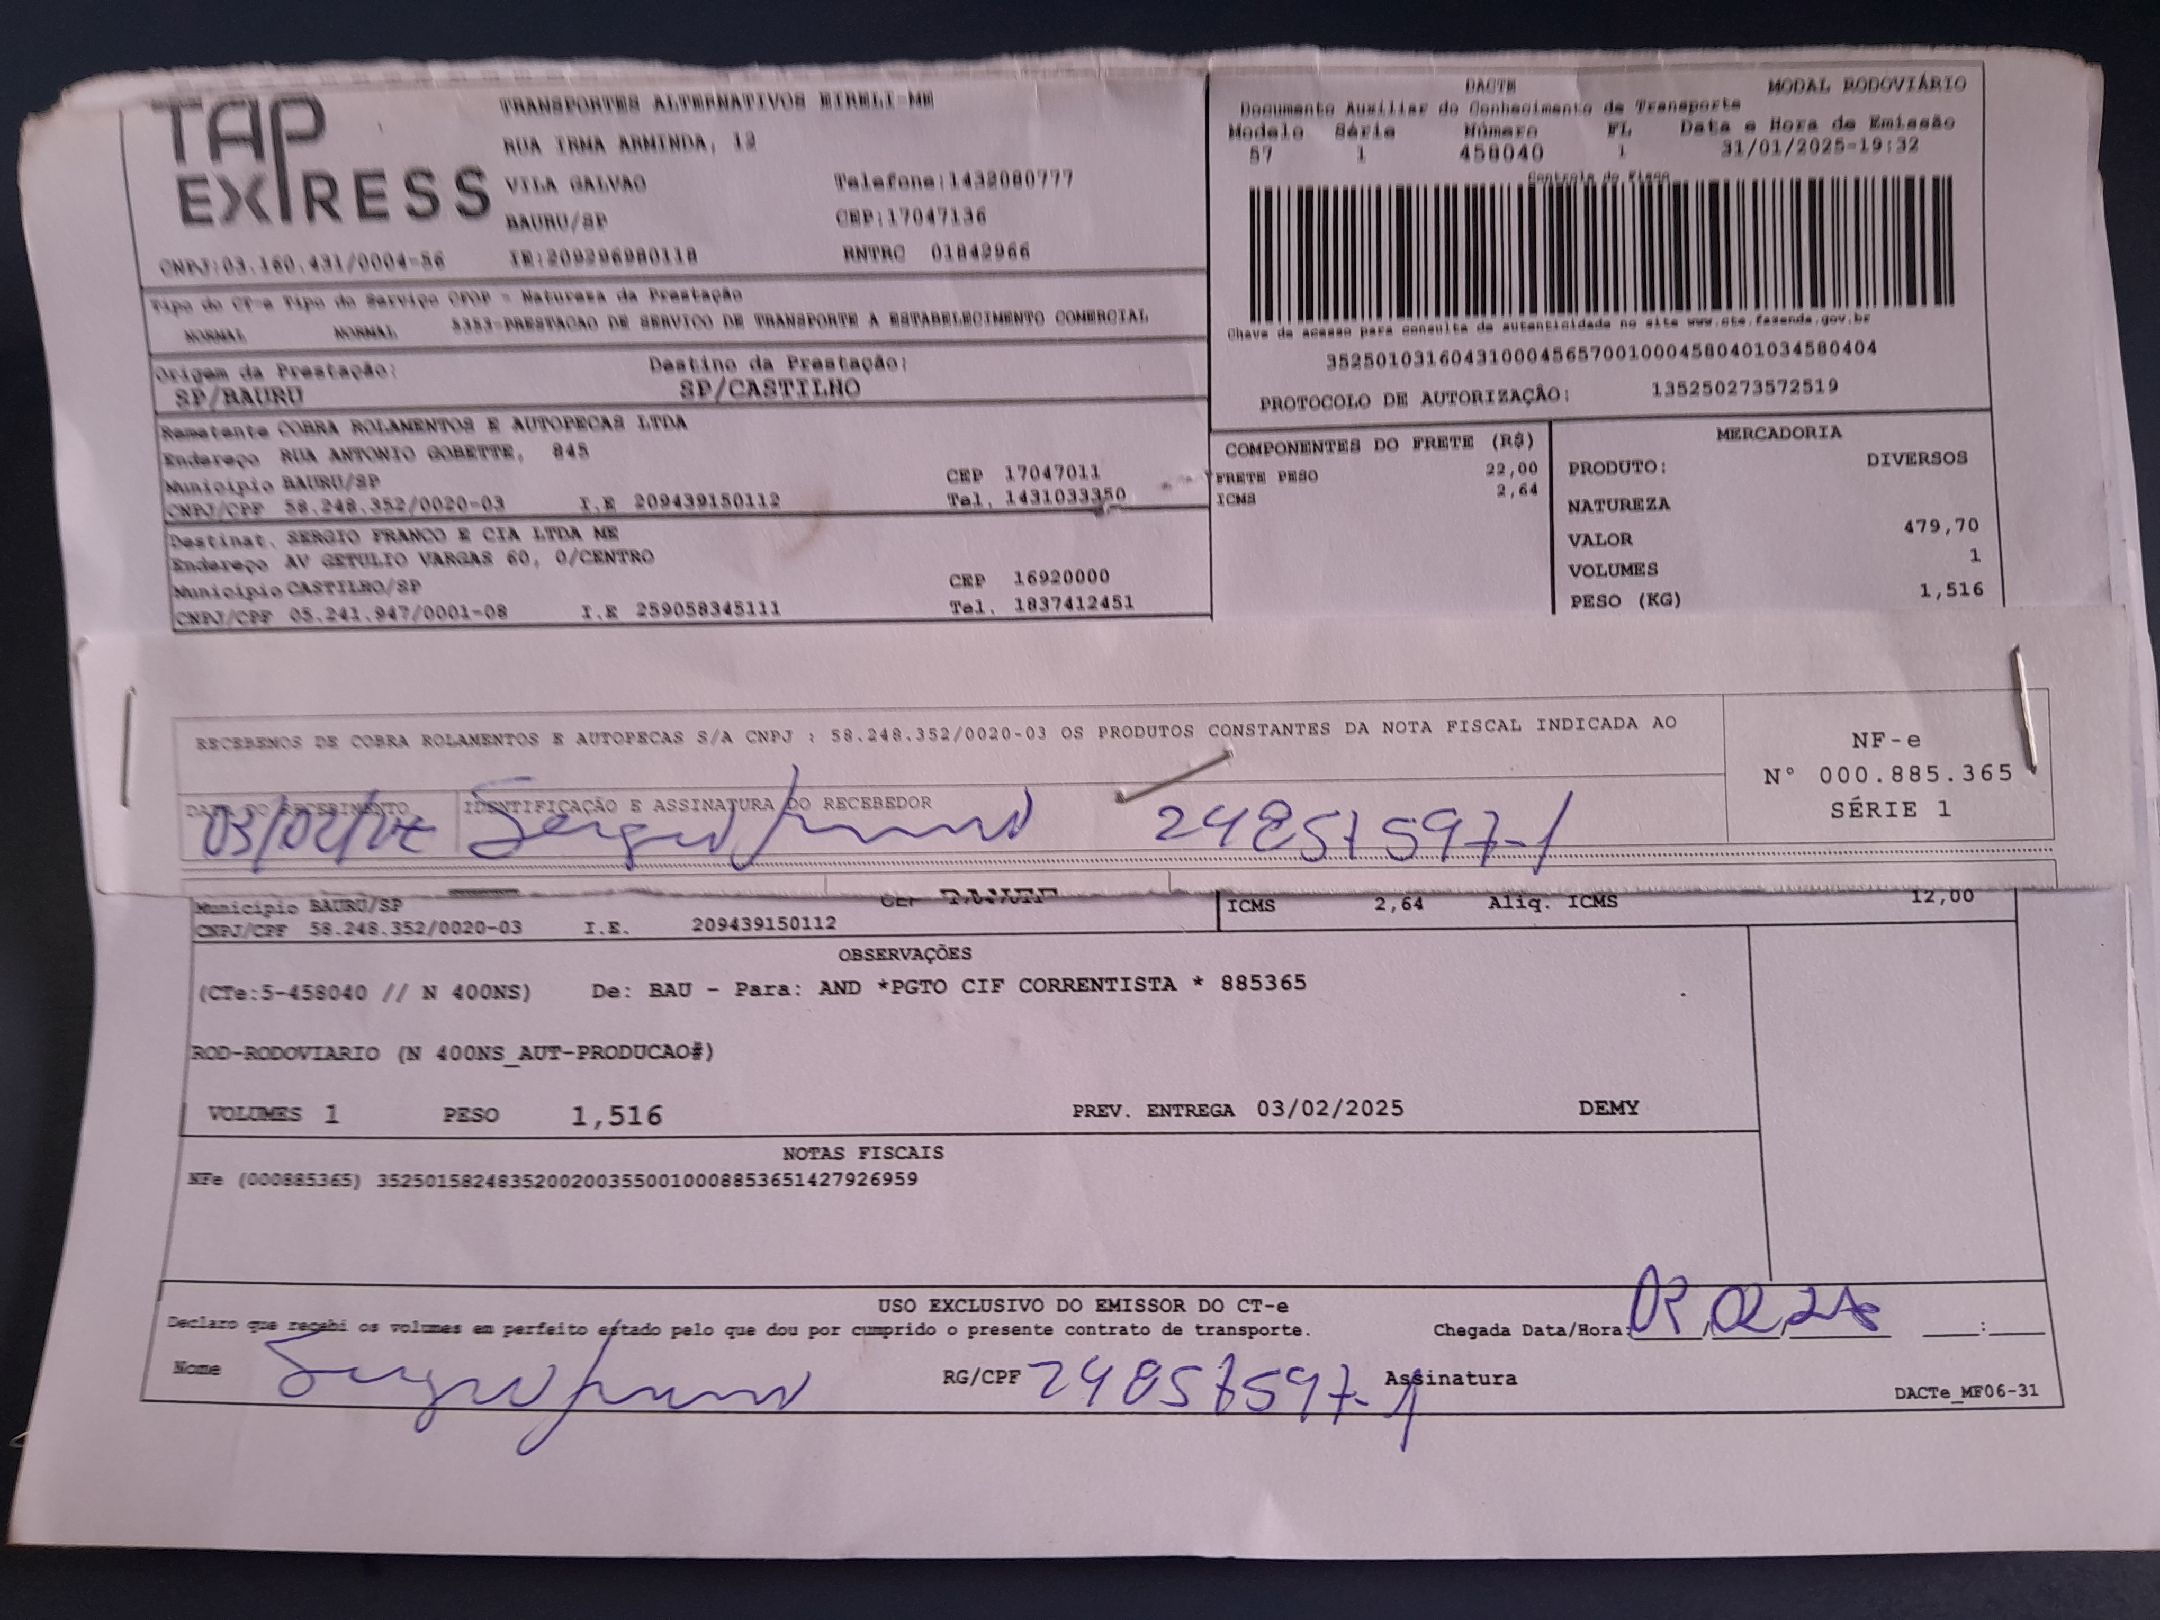 TAP EXPRESS
TRANSPORTES ALTERNATIVOS EIRELI-ME
RUA IRMA ARMINDA, 12
VILA GALVAO Telefone:1432080777
BAURU/SP CEP:17047136
CNPJ:03.160.431/0004-56 IE:209296980118 RNTRC 01842966
DACTE MODAL RODOVIÁRIO
Documento Auxiliar do Conhecimento de Transporte
Modelo Série Número FL Data e Hora de Emissão
57 1 458040 1 31/01/2025-19:32
Controle do Fisco
Chave de acesso para consulta de autenticidade no site www.cte.fazenda.gov.br
35250103160431000456570010004580401034580404
PROTOCOLO DE AUTORIZAÇÃO: 135250273572519
Tipo do CT-e Tipo do Serviço CFOP - Natureza da Prestação
NORMAL NORMAL 5353-PRESTACAO DE SERVICO DE TRANSPORTE A ESTABELECIMENTO COMERCIAL
Origem da Prestação: Destino da Prestação:
SP/BAURU SP/CASTILHO
Remetente COBRA ROLAMENTOS E AUTOPECAS LTDA
Endereço RUA ANTONIO GOBETTE, 845
Município BAURU/SP CEP 17047011
CNPJ/CPF 58.248.352/0020-03 I.E 209439150112 Tel. 1431033350
Destinat. SERGIO FRANCO E CIA LTDA ME
Endereço AV GETULIO VARGAS 60, 0/CENTRO
Município CASTILHO/SP CEP 16920000
CNPJ/CPF 05.241.947/0001-08 I.E 259058345111 Tel. 1837412451
COMPONENTES DO FRETE (R$)
FRETE PESO 22,00
ICMS 2,64
MERCADORIA
PRODUTO: DIVERSOS
NATUREZA
VALOR 479,70
VOLUMES 1
PESO (KG) 1,516
RECEBEMOS DE COBRA ROLAMENTOS E AUTOPECAS S/A CNPJ : 58.248.352/0020-03 OS PRODUTOS CONSTANTES DA NOTA FISCAL INDICADA AO
DATA DO RECEBIMENTO IDENTIFICAÇÃO E ASSINATURA DO RECEBEDOR
24857597-1
NF-e
N° 000.885.365
SÉRIE 1
Município BAURU/SP
CNPJ/CPF 58.248.352/0020-03 I.E. 209439150112
ICMS 2,64 Aliq. ICMS 12,00
OBSERVAÇÕES
(CTe:5-458040 // N 400NS) De: BAU - Para: AND *PGTO CIF CORRENTISTA * 885365
ROD-RODOVIARIO (N 400NS_AUT-PRODUCAO#)
VOLUMES 1 PESO 1,516 PREV. ENTREGA 03/02/2025 DEMY
NOTAS FISCAIS
NFe (000885365) 35250158248352002003550010008853651427926959
USO EXCLUSIVO DO EMISSOR DO CT-e
Declaro que recebi os volumes em perfeito estado pelo que dou por cumprido o presente contrato de transporte.
Chegada Data/Hora:
Nome RG/CPF 24857597-1 Assinatura
DACTe_MF06-31